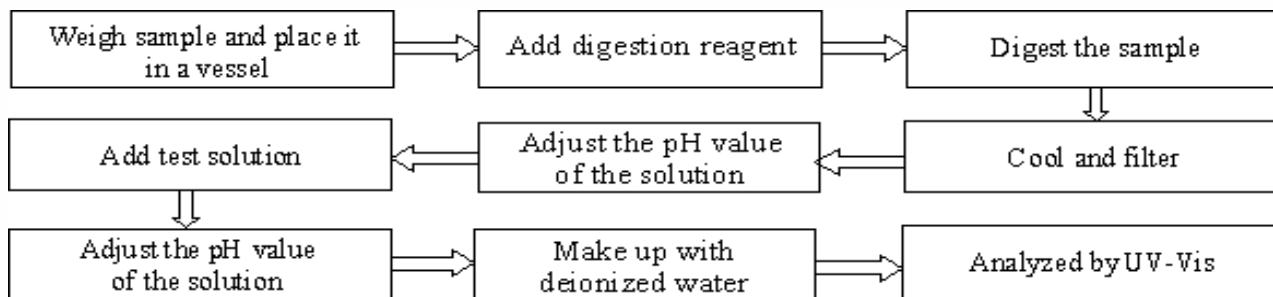 Weigh sample and place it
in a vessel
Add digestion reagent
Digest the sample
Cool and filter
Adjust the pH value
of the solution
Add test solution
Adjust the pH value
of the solution
Make up with
deionized water
Analyzed by UV-Vis